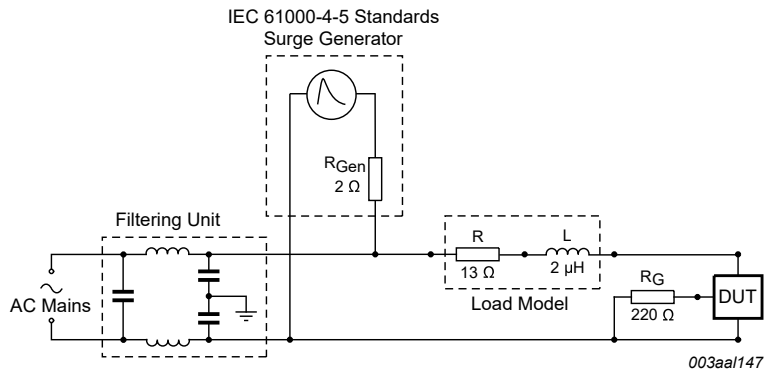 IEC 61000-4-5 Standards
Surge Generator
RGen
2 Ω
Filtering Unit
AC Mains
R
13 Ω
L
2 μH
Load Model
RG
220 Ω
DUT
003aal147